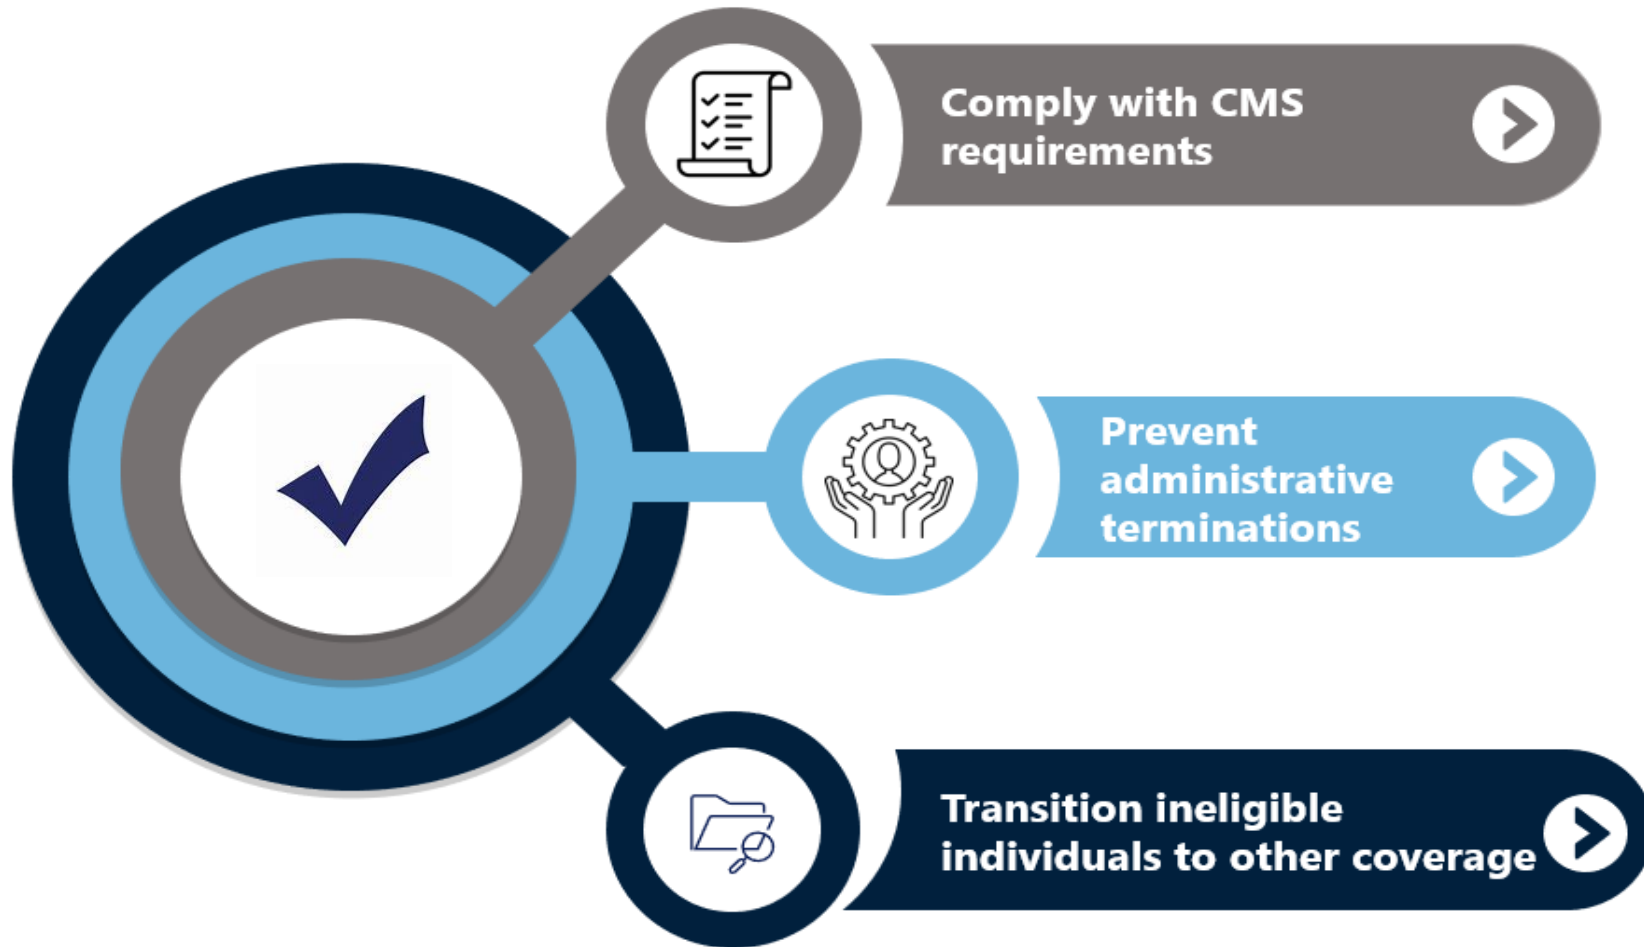 Comply with CMS
requirements
Prevent
administrative
terminations
Transition ineligible
individuals to other coverage